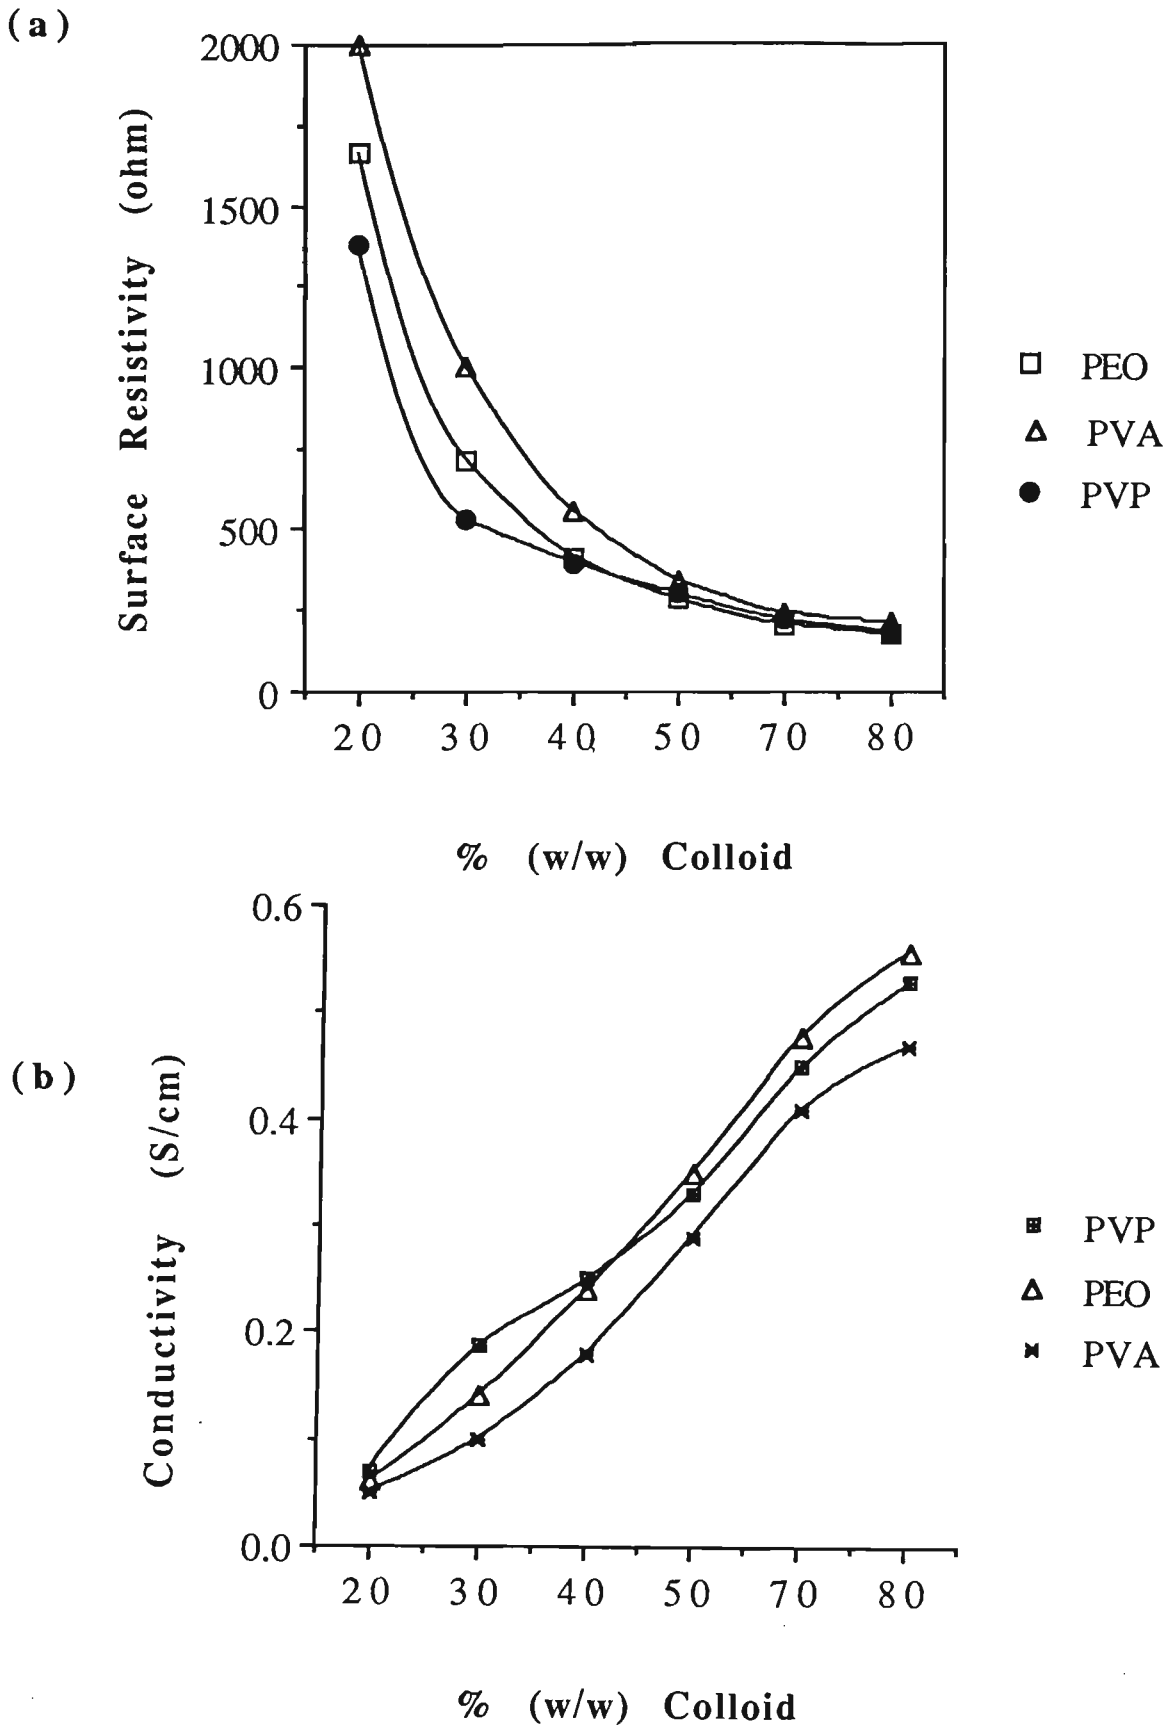 (a)
Surface Resistivity (ohm)
2000
1500
1000
500
0
20 30 40 50 70 80
% (w/w) Colloid
PEO
PVA
PVP
(b)
Conductivity (S/cm)
0.6
0.4
0.2
0.0
20 30 40 50 70 80
% (w/w) Colloid
PVP
PEO
PVA